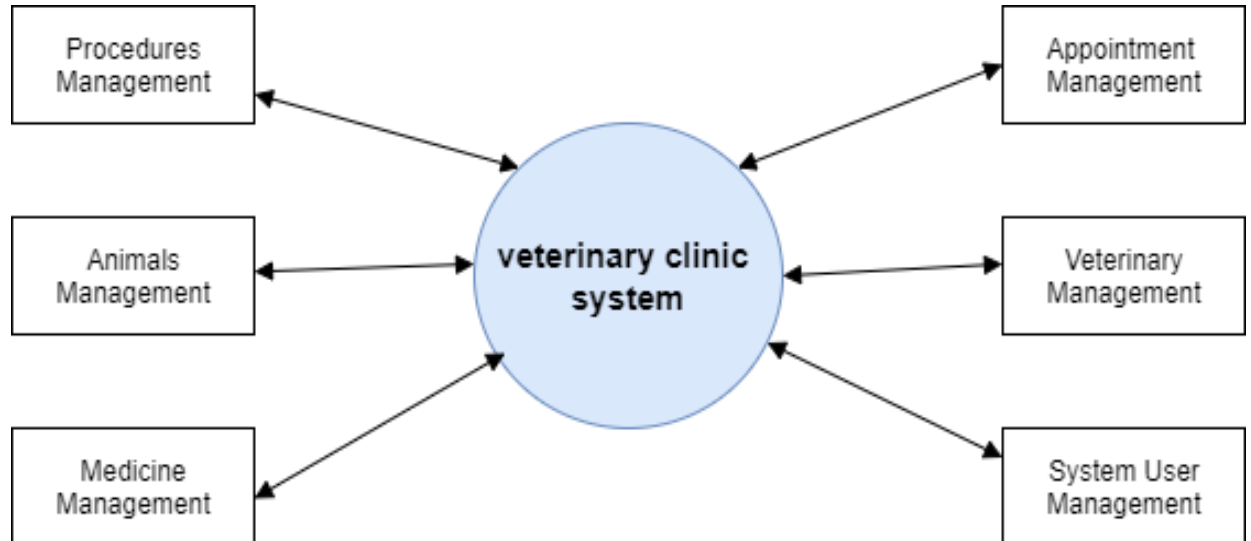 Procedures
Management
Appointment
Management
Animals
Management
veterinary clinic
system
Veterinary
Management
Medicine
Management
System User
Management